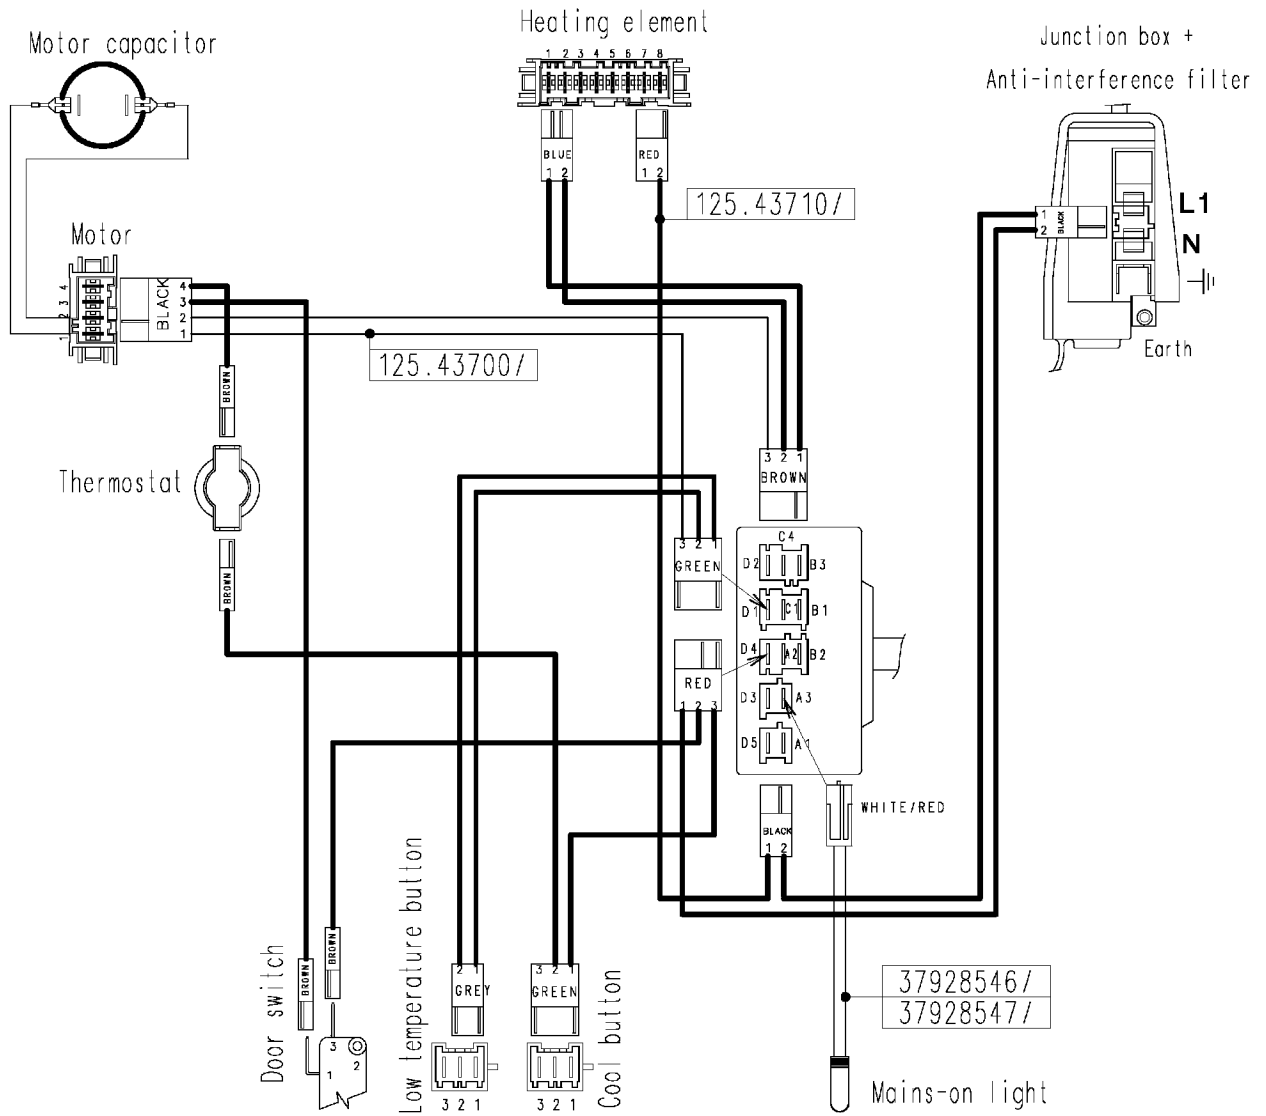 Heating element
Junction box +
Anti-interference filter
Motor capacitor
1 2 3 4 5 6 7 8
BLUE
1 2
RED
1 2
125.43710/
L1
N
1
2
BLACK
Earth
Motor
4
3
2
1
BLACK
4
3
2
1
125.43700/
BROWN
Thermostat
BROWN
3 2 1
BROWN
3 2 1
GREEN
C4
D2 B3
D1 C1 B1
D4 A2 B2
D3 A3
D5 A1
RED
1 2 3
BLACK
1 2
WHITE/RED
Door switch
BROWN
BROWN
3
2
1
Low temperature button
2 1
GREY
3 2 1
3 2 1
GREEN
3 2 1
Cool button
37928546/
37928547/
Mains-on light